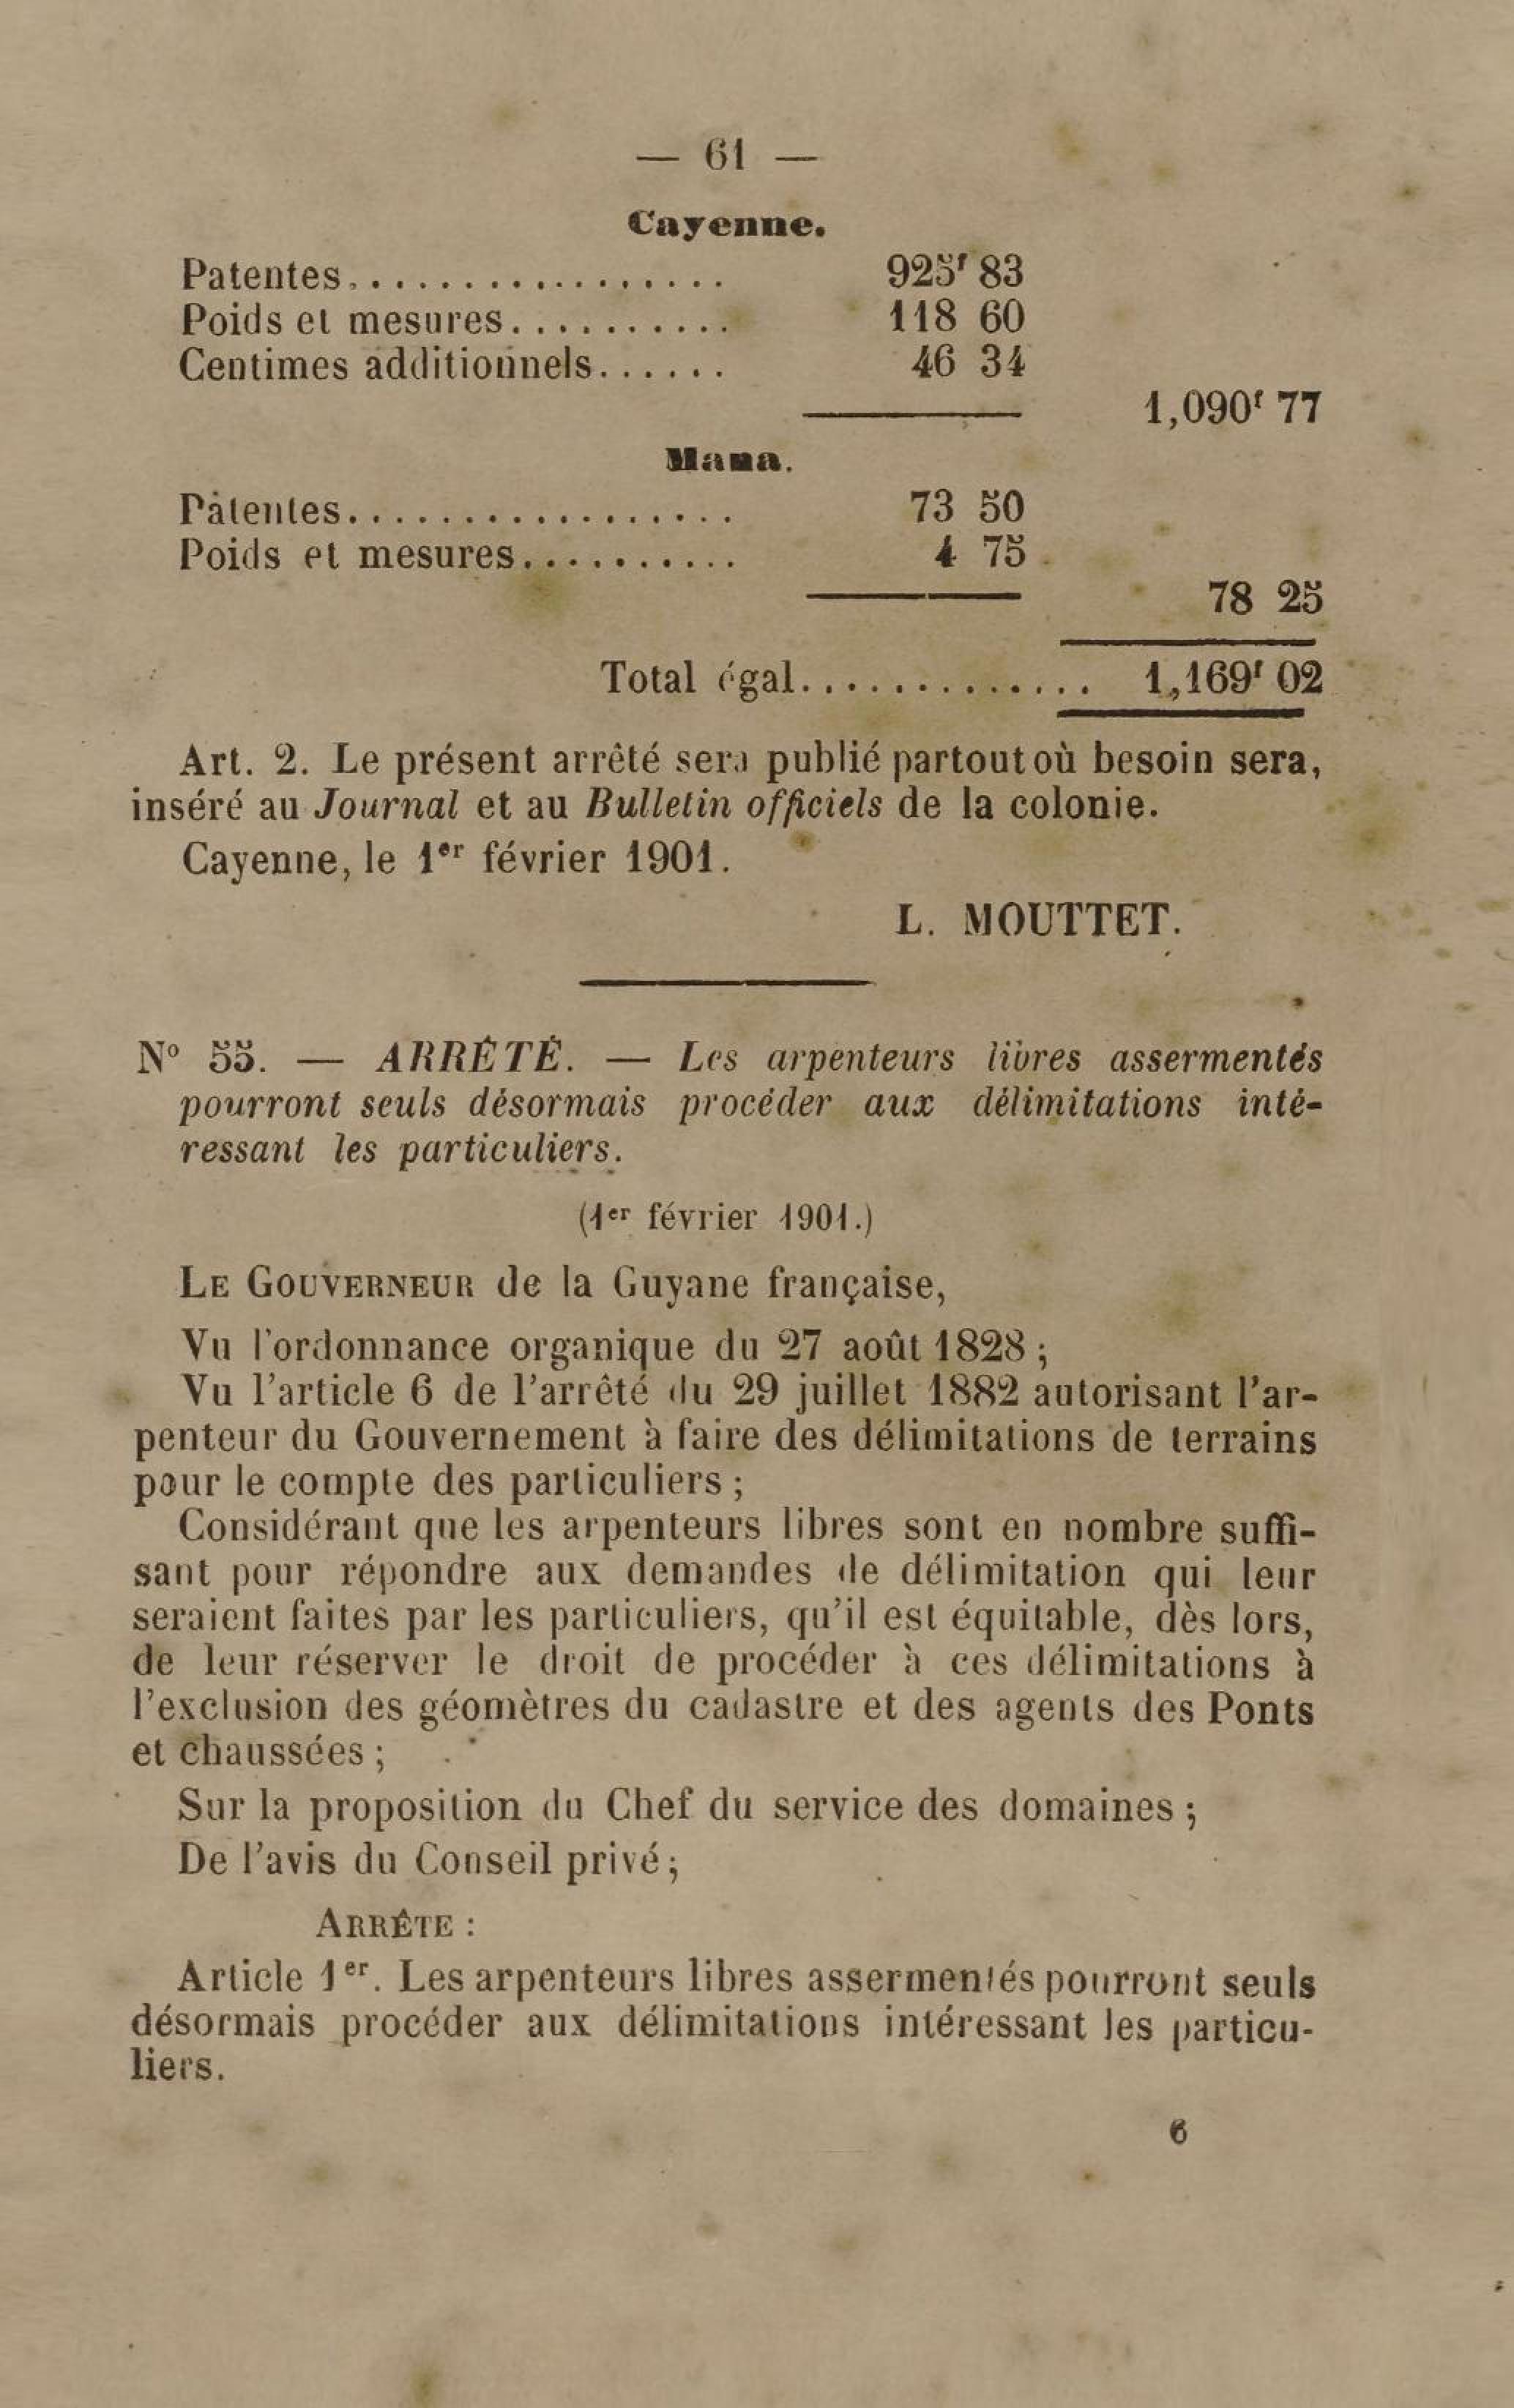 — 61 —
Cayenne.
Patentes................. 925ᶠ 83
Poids et mesures.......... 118 60
Centimes additionnels...... 46 34
1,090ᶠ 77
Mana.
Patentes................. 73 50
Poids et mesures.......... 4 75
78 25
Total égal.............. 1,169ᶠ 02
Art. 2. Le présent arrêté sera publié partout où besoin sera,
inséré au Journal et au Bulletin officiels de la colonie.
Cayenne, le 1er février 1901.
L. MOUTTET.
N° 55. — ARRÊTÉ. — Les arpenteurs libres assermentés
pourront seuls désormais procéder aux délimitations inté-
ressant les particuliers.
(1er février 1901.)
LE GOUVERNEUR de la Guyane française,
Vu l'ordonnance organique du 27 août 1828 ;
Vu l'article 6 de l'arrêté du 29 juillet 1882 autorisant l'ar-
penteur du Gouvernement à faire des délimitations de terrains
pour le compte des particuliers ;
Considérant que les arpenteurs libres sont en nombre suffi-
sant pour répondre aux demandes de délimitation qui leur
seraient faites par les particuliers, qu'il est équitable, dès lors,
de leur réserver le droit de procéder à ces délimitations à
l'exclusion des géomètres du cadastre et des agents des Ponts
et chaussées ;
Sur la proposition du Chef du service des domaines ;
De l'avis du Conseil privé ;
ARRÊTE :
Article 1er. Les arpenteurs libres assermentés pourront seuls
désormais procéder aux délimitations intéressant les particu-
liers.
6